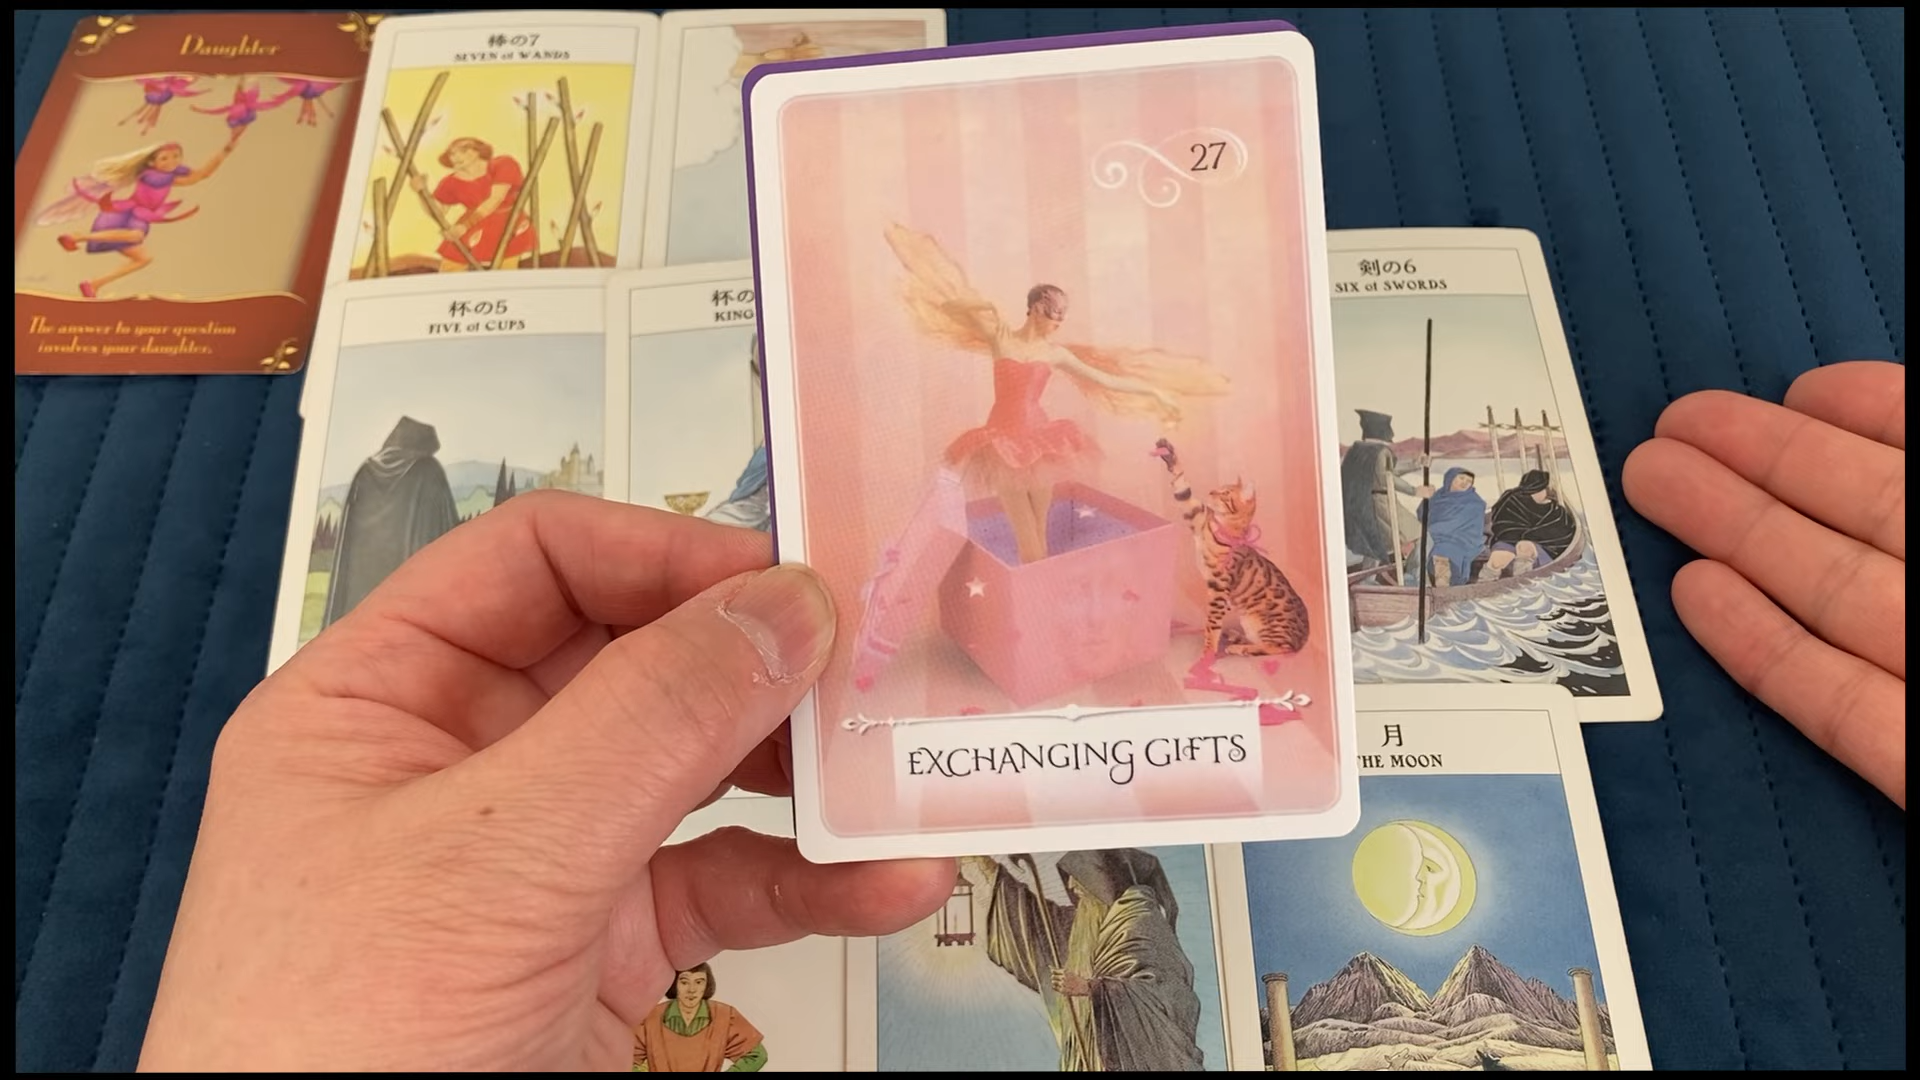 Daughter
The answer to your question
involves your daughter.
棒の7
SEVEN of WANDS
杯の5
FIVE of CUPS
杯の
KING
27
EXCHANGING GIFTS
剣の6
SIX of SWORDS
月
THE MOON